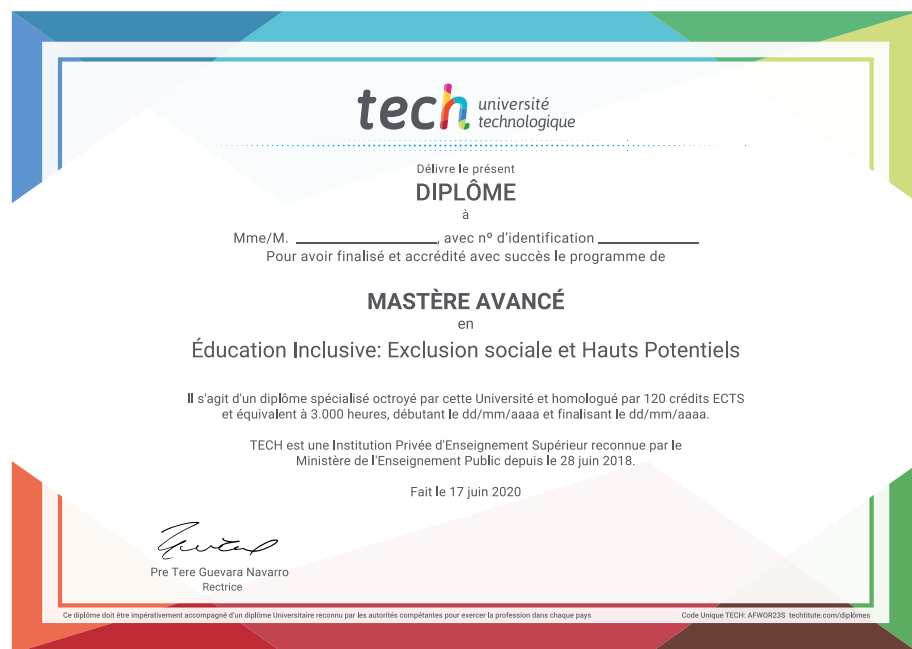 tech université
technologique
Délivre le présent
DIPLÔME
à
Mme/M. ____________________, avec nº d'identification ______________
Pour avoir finalisé et accrédité avec succès le programme de
MASTÈRE AVANCÉ
en
Éducation Inclusive: Exclusion sociale et Hauts Potentiels
Il s'agit d'un diplôme spécialisé octroyé par cette Université et homologué par 120 crédits ECTS
et équivalent à 3.000 heures, débutant le dd/mm/aaaa et finalisant le dd/mm/aaaa.
TECH est une Institution Privée d'Enseignement Supérieur reconnue par le
Ministère de l'Enseignement Public depuis le 28 juin 2018.
Fait le 17 juin 2020
Pre Tere Guevara Navarro
Rectrice
Ce diplôme doit être impérativement accompagné d'un diplôme Universitaire reconnu par les autorités compétentes pour exercer la profession dans chaque pays
Code Unique TECH: AFWOR23S techtitute.com/diplômes